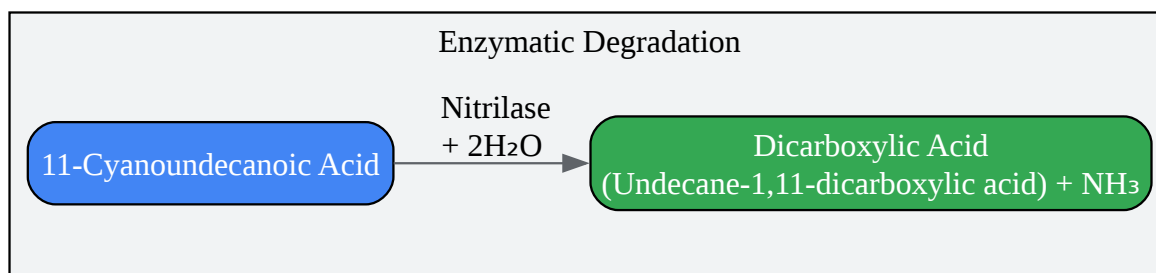 Enzymatic Degradation
Nitrilase
+ 2H₂O
11-Cyanoundecanoic Acid
Dicarboxylic Acid
(Undecane-1,11-dicarboxylic acid) + NH₃